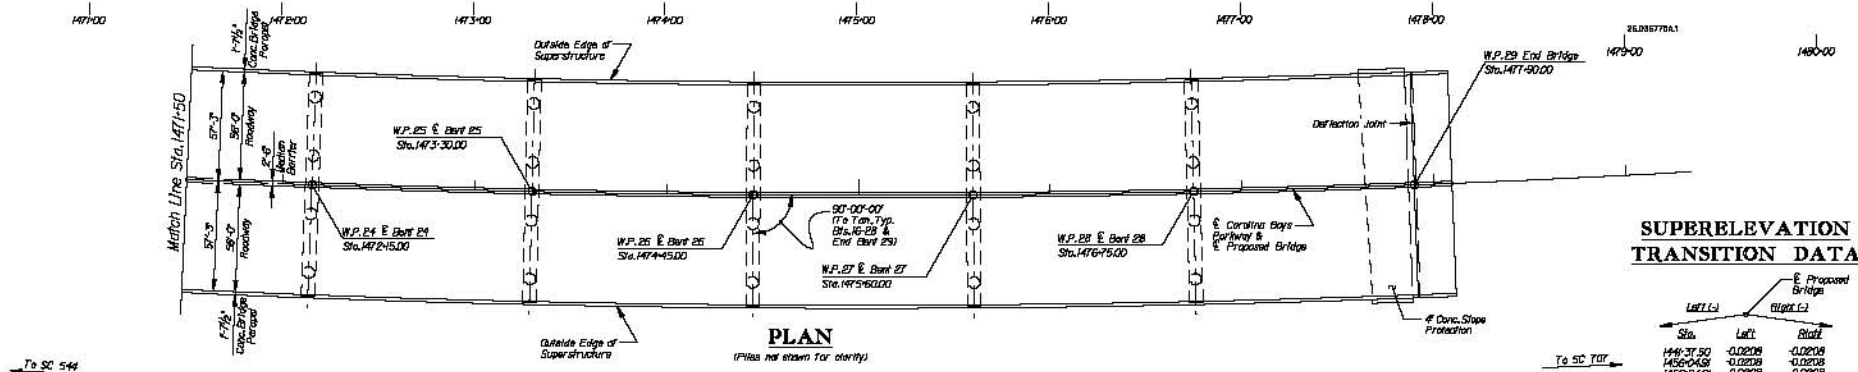 1471+00
1472+00
1473+00
1474+00
1475+00
1476+00
1477+00
1478+00
1479+00
1480+00
26.036770A.1
1'-7½"
Conc. Bridge
Parapet
Outside Edge of
Superstructure
W.P. 29 End Bridge
Sta. 1477+90.00
Match Line Sta. 1471+50
57'-3"
56'-0"
Roadway
2'-6"
Median
Barrier
W.P. 25 ℄ Bent 25
Sta. 1473+30.00
Deflection Joint
57'-3"
56'-0"
Roadway
W.P. 24 ℄ Bent 24
Sta. 1472+15.00
W.P. 26 ℄ Bent 26
Sta. 1474+45.00
90°-00'-00"
(To Tan. Typ.
Bts. 16-28 &
End Bent 29)
W.P. 27 ℄ Bent 27
Sta. 1475+60.00
W.P. 28 ℄ Bent 28
Sta. 1476+75.00
℄ Carolina Bays
Parkway &
℄ Proposed Bridge
SUPERELEVATION
TRANSITION DATA
℄ Proposed
Bridge
Left (-)
Right (-)
Sta. Left Right
1441+37.50 -0.0208 -0.0208
1456+04.91 -0.0208 -0.0208
1'-7½"
Conc. Bridge
Parapet
Outside Edge of
Superstructure
PLAN
(Piles not shown for clarity)
4" Conc. Slope
Protection
To SC 544
To SC 707